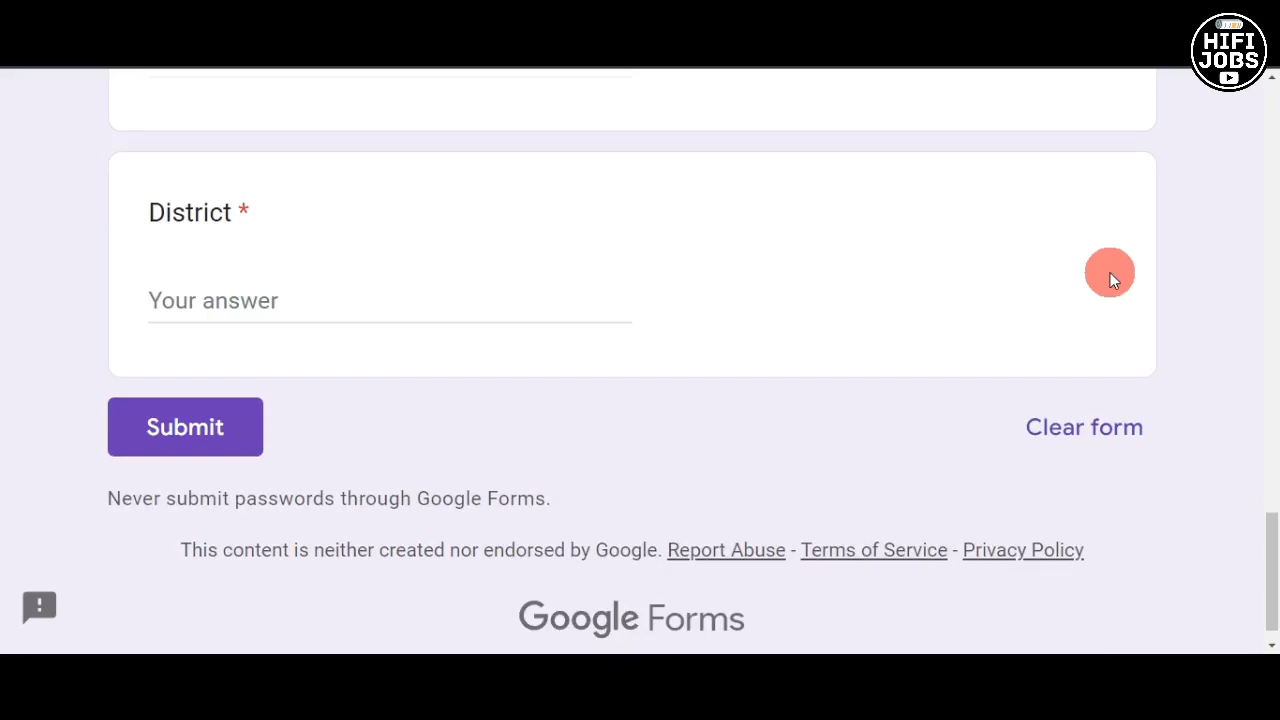 HIFI
JOBS
District *
Your answer
Submit
Clear form
Never submit passwords through Google Forms.
This content is neither created nor endorsed by Google. Report Abuse - Terms of Service - Privacy Policy
Google Forms